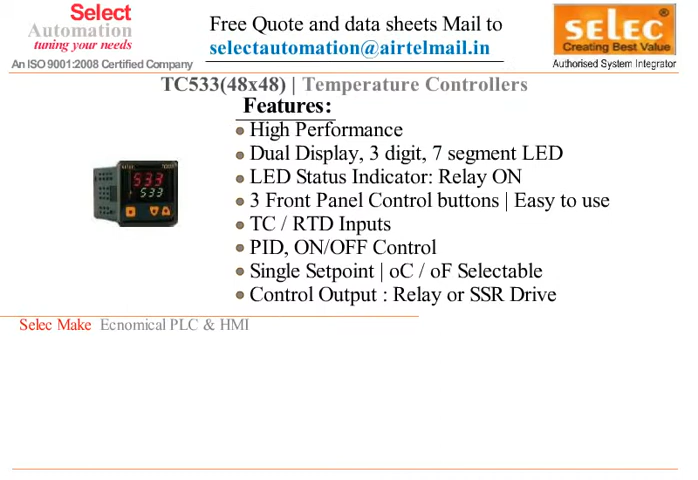 Select
Automation
tuning your needs
An ISO 9001:2008 Certified Company
Free Quote and data sheets Mail to
selectautomation@airtelmail.in
selec®
Creating Best Value
Authorised System Integrator
TC533(48x48) | Temperature Controllers
Features:
High Performance
Dual Display, 3 digit, 7 segment LED
LED Status Indicator: Relay ON
3 Front Panel Control buttons | Easy to use
TC / RTD Inputs
PID, ON/OFF Control
Single Setpoint | oC / oF Selectable
Control Output : Relay or SSR Drive
533
533
Selec Make Ecnomical PLC & HMI